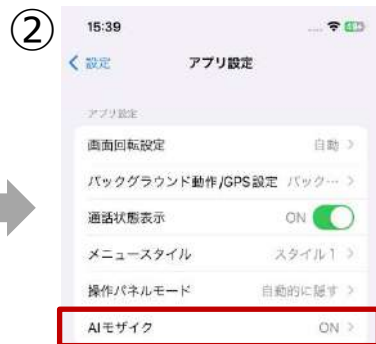 ②
15:39
設定 アプリ設定
アプリ設定
画面回転設定 自動
バックグラウンド動作/GPS設定 バック…
通話状態表示 ON
メニュースタイル スタイル1
操作パネルモード 自動的に隠す
AIモザイク ON